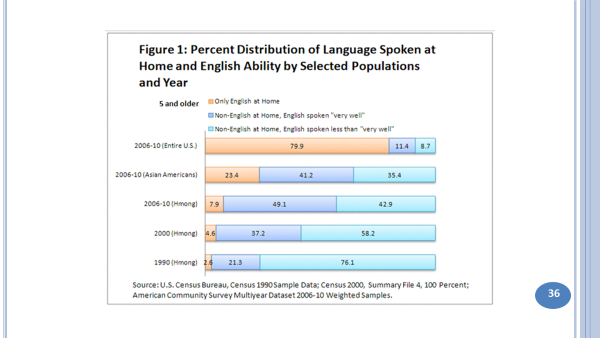 Figure 1: Percent Distribution of Language Spoken at
Home and English Ability by Selected Populations
and Year
5 and older
Only English at Home
Non-English at Home, English spoken "very well"
Non-English at Home, English spoken less than "very well"
2006-10 (Entire U.S.) 79.9 11.4 8.7
2006-10 (Asian Americans) 23.4 41.2 35.4
2006-10 (Hmong) 7.9 49.1 42.9
2000 (Hmong) 4.6 37.2 58.2
1990 (Hmong) 2.6 21.3 76.1
Source: U.S. Census Bureau, Census 1990 Sample Data; Census 2000, Summary File 4, 100 Percent;
American Community Survey Multiyear Dataset 2006-10 Weighted Samples.
36